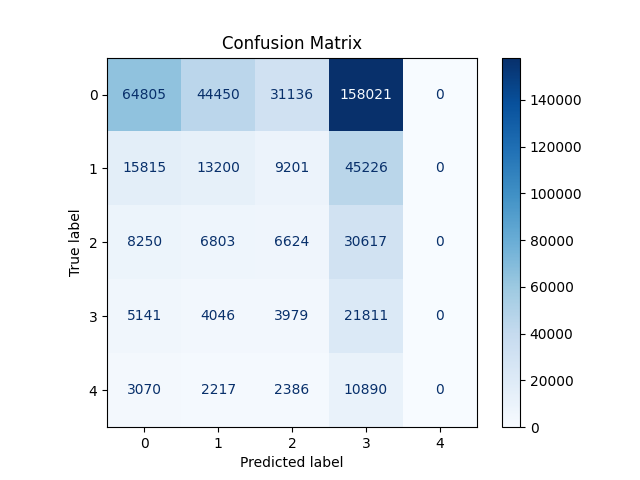 Confusion Matrix
True label
0 64805 44450 31136 158021 0
1 15815 13200 9201 45226 0
2 8250 6803 6624 30617 0
3 5141 4046 3979 21811 0
4 3070 2217 2386 10890 0
0 1 2 3 4
Predicted label
140000
120000
100000
80000
60000
40000
20000
0